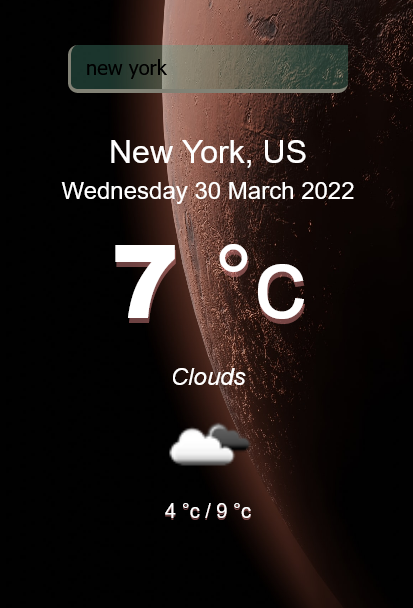 new york
New York, US
Wednesday 30 March 2022
7 °c
Clouds
4 °c / 9 °c